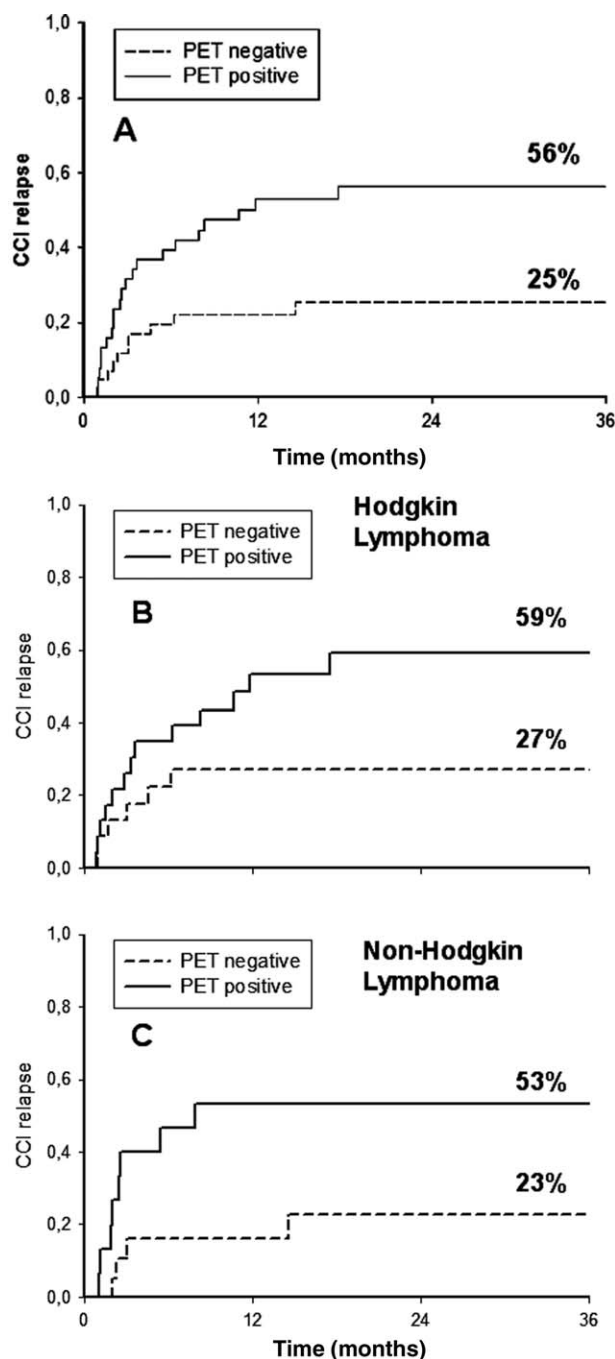 1,0
PET negative
PET positive
0,8
A
CCI relapse
0,6
56%
0,4
25%
0,2
0,0
0 12 24 36
Time (months)
1,0
Hodgkin
Lymphoma
PET negative
PET positive
0,8
B
CCI relapse
0,6
59%
0,4
27%
0,2
0,0
1,0
Non-Hodgkin
Lymphoma
PET negative
PET positive
0,8
C
CCI relapse
0,6
53%
0,4
23%
0,2
0,0
0 12 24 36
Time (months)